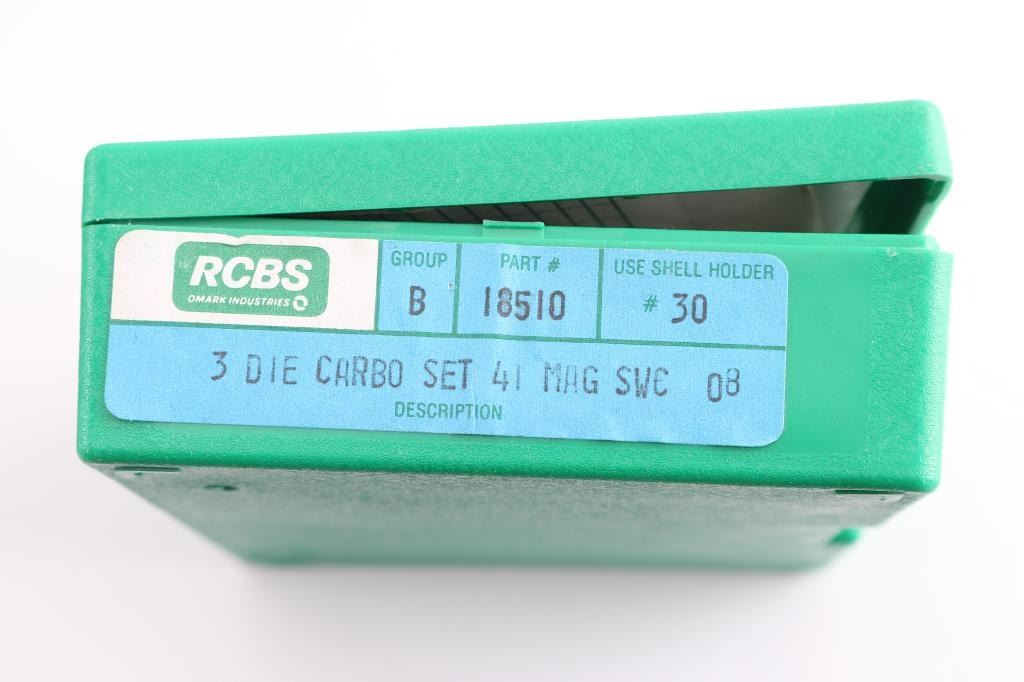 RCBS
OMARK INDUSTRIES
GROUP
B
PART #
18510
USE SHELL HOLDER
# 30
3 DIE CARBO SET 41 MAG SWC 08
DESCRIPTION